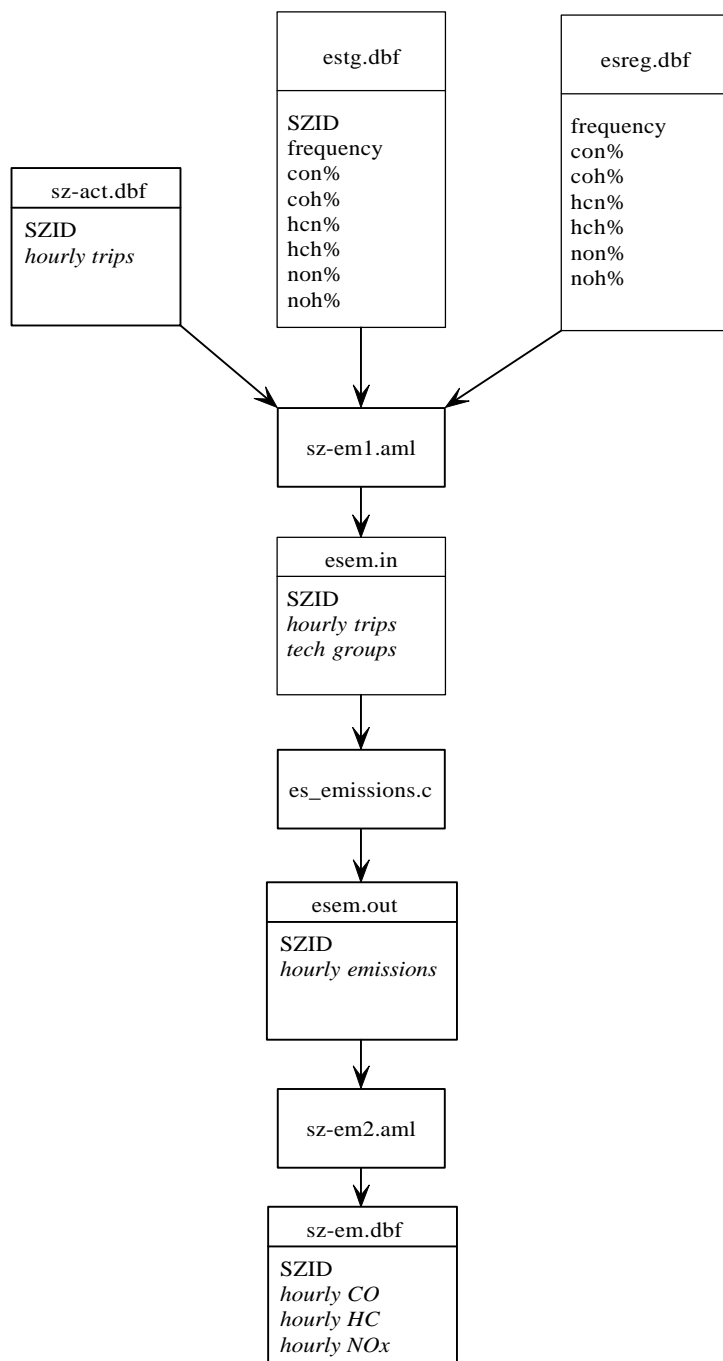 estg.dbf
SZID
frequency
con%
coh%
hcn%
hch%
non%
noh%
esreg.dbf
frequency
con%
coh%
hcn%
hch%
non%
noh%
sz-act.dbf
SZID
hourly trips
sz-em1.aml
esem.in
SZID
hourly trips
tech groups
es_emissions.c
esem.out
SZID
hourly emissions
sz-em2.aml
sz-em.dbf
SZID
hourly CO
hourly HC
hourly NOx